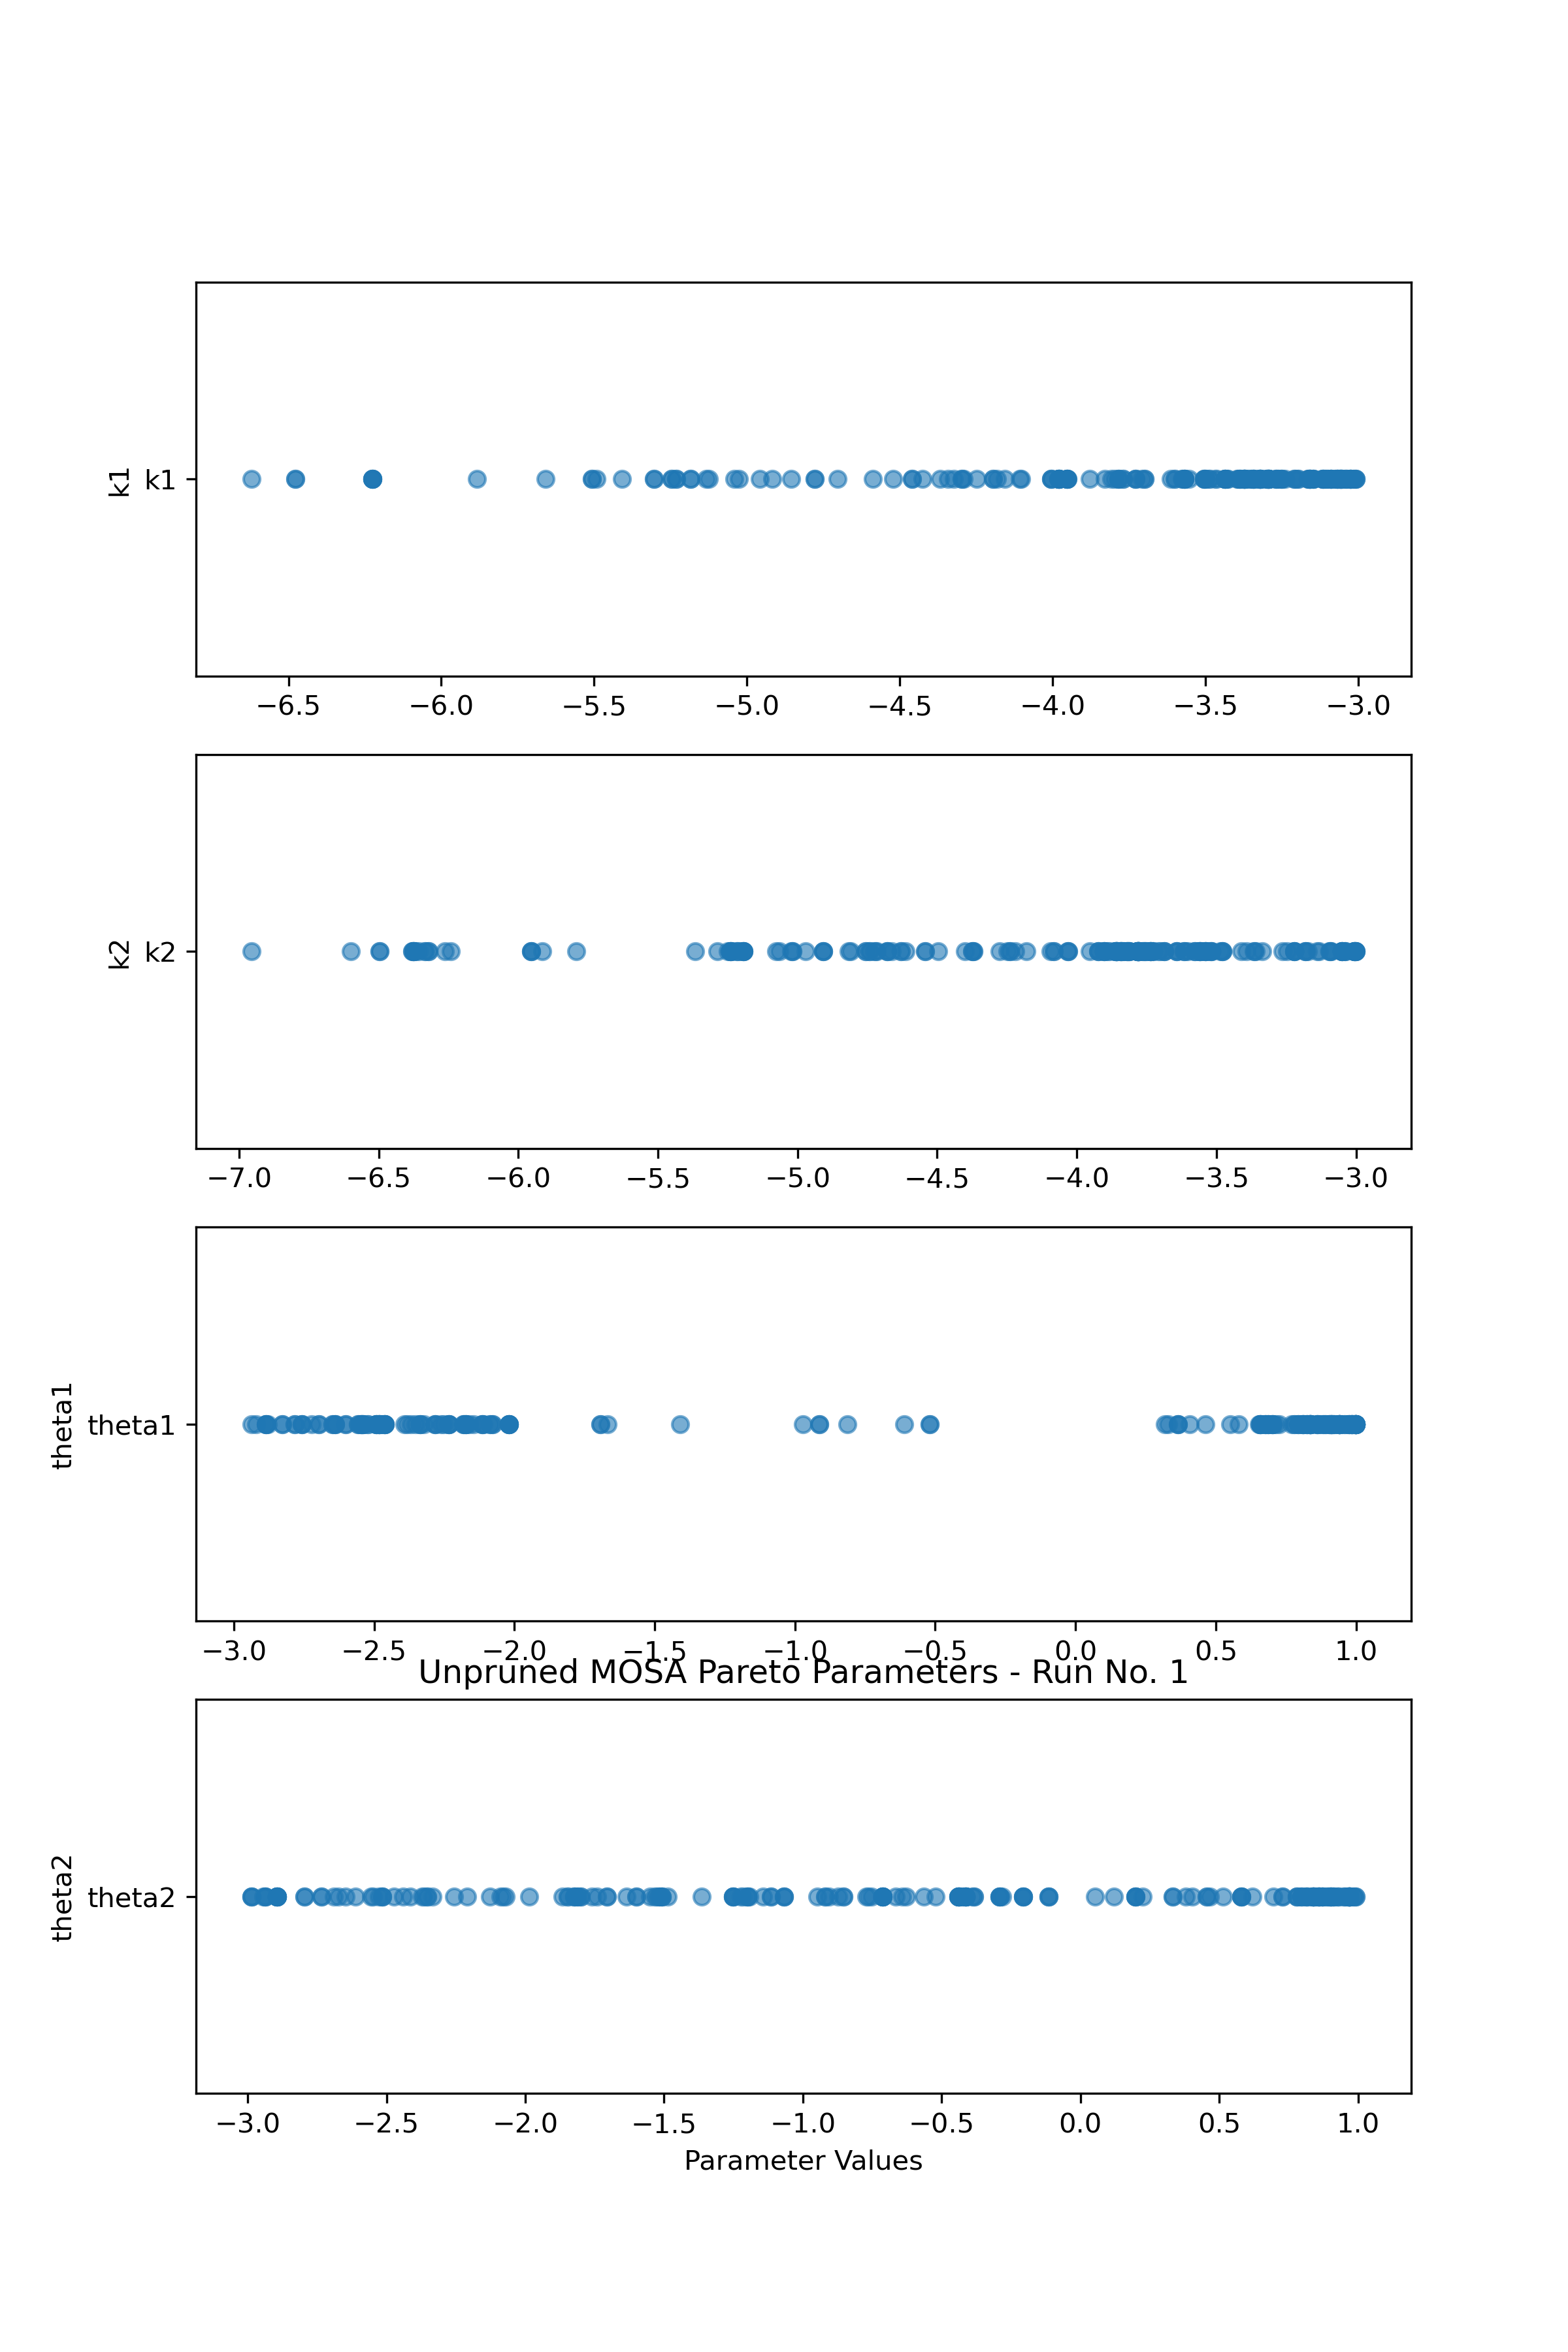 k1 k1
−6.5 −6.0 −5.5 −5.0 −4.5 −4.0 −3.5 −3.0
k2 k2
−7.0 −6.5 −6.0 −5.5 −5.0 −4.5 −4.0 −3.5 −3.0
theta1 theta1
−3.0 −2.5 −2.0 −1.5 −1.0 −0.5 0.0 0.5 1.0
Unpruned MOSA Pareto Parameters - Run No. 1
theta2 theta2
−3.0 −2.5 −2.0 −1.5 −1.0 −0.5 0.0 0.5 1.0
Parameter Values